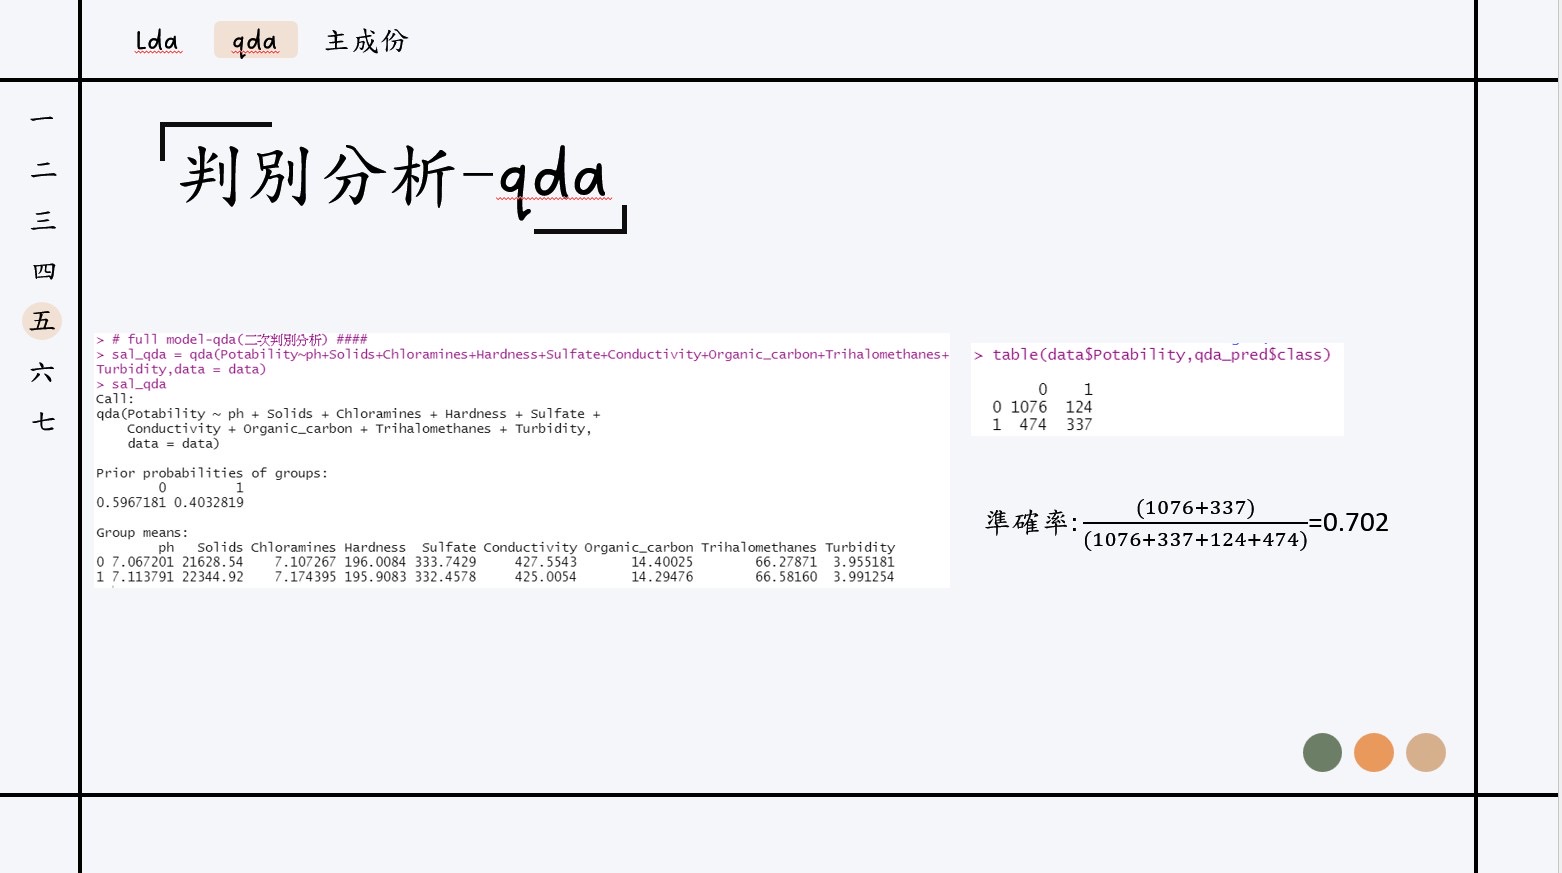 Lda qda 主成份
一
二
三
四
五
六
七
判別分析-qda
> # full model-qda(二次判別分析) ####
> sal_qda = qda(Potability~ph+Solids+Chloramines+Hardness+Sulfate+Conductivity+Organic_carbon+Trihalomethanes+
Turbidity,data = data)
> sal_qda
Call:
qda(Potability ~ ph + Solids + Chloramines + Hardness + Sulfate +
    Conductivity + Organic_carbon + Trihalomethanes + Turbidity,
    data = data)
Prior probabilities of groups:
        0         1
0.5967181 0.4032819
Group means:
        ph   Solids Chloramines Hardness  Sulfate Conductivity Organic_carbon Trihalomethanes Turbidity
0 7.067201 21628.54    7.107267 196.0084 333.7429     427.5543       14.40025        66.27871  3.955181
1 7.113791 22344.92    7.174395 195.9083 332.4578     425.0054       14.29476        66.58160  3.991254
> table(data$Potability,qda_pred$class)
       0    1
  0 1076  124
  1  474  337
準確率:(1076+337)/(1076+337+124+474)=0.702